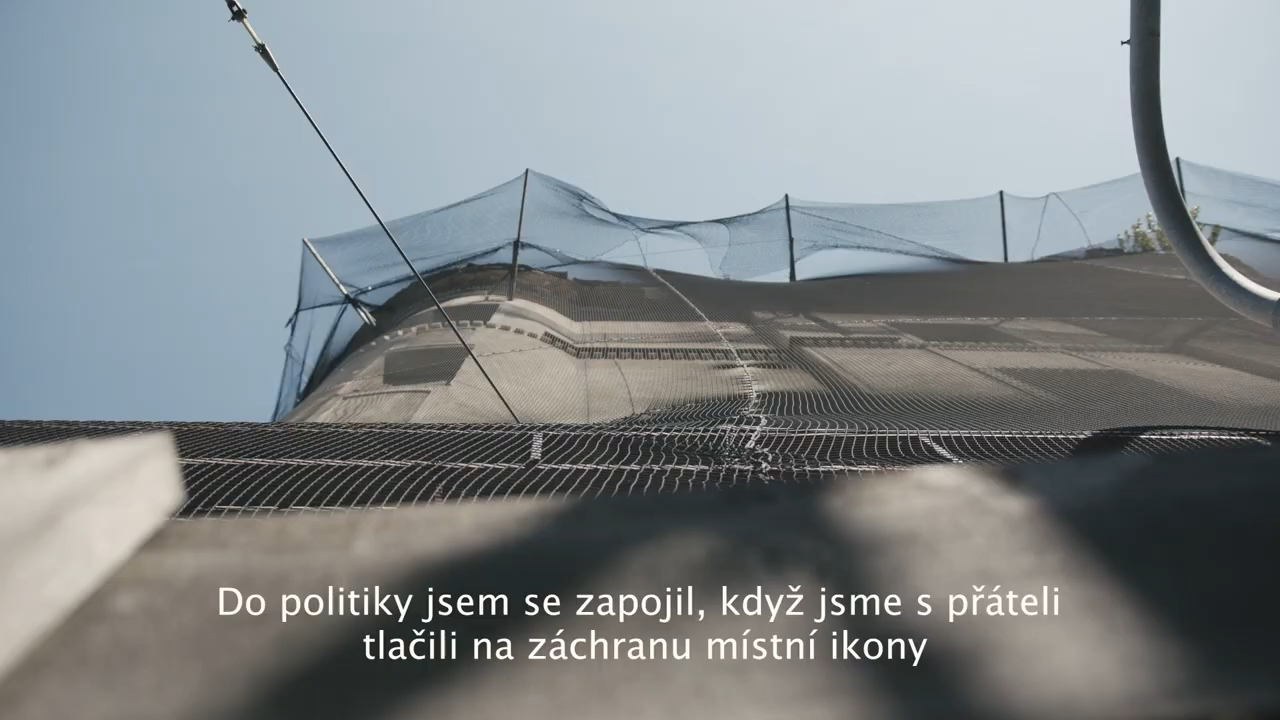 Do politiky jsem se zapojil, když jsme s přáteli
tlačili na záchranu místní ikony